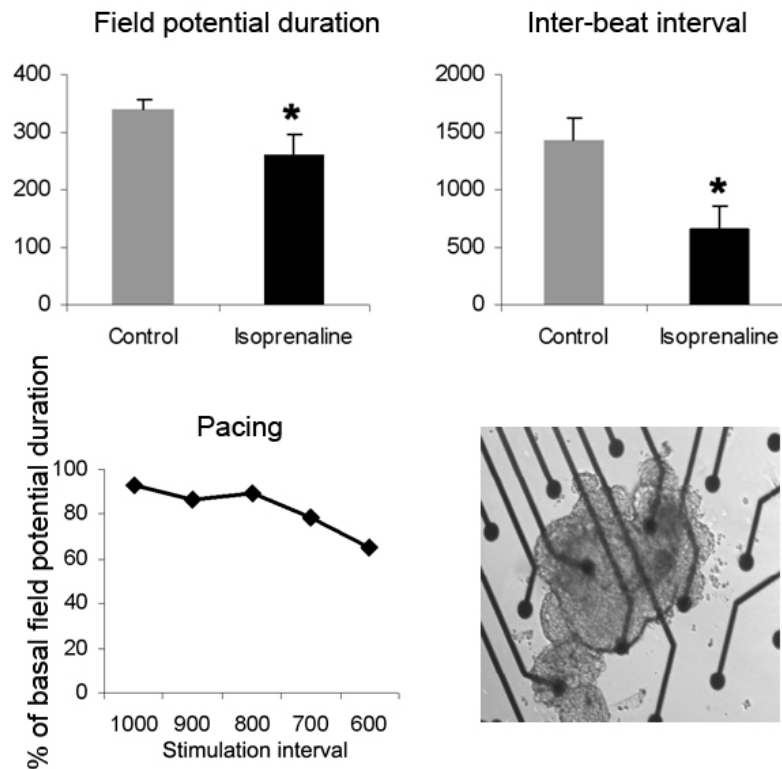 Field potential duration
400
300
200
100
0
*
Control Isoprenaline
Inter-beat interval
2000
1500
1000
500
0
*
Control Isoprenaline
% of basal field potential duration
Pacing
100
80
60
40
20
0
1000 900 800 700 600
Stimulation interval